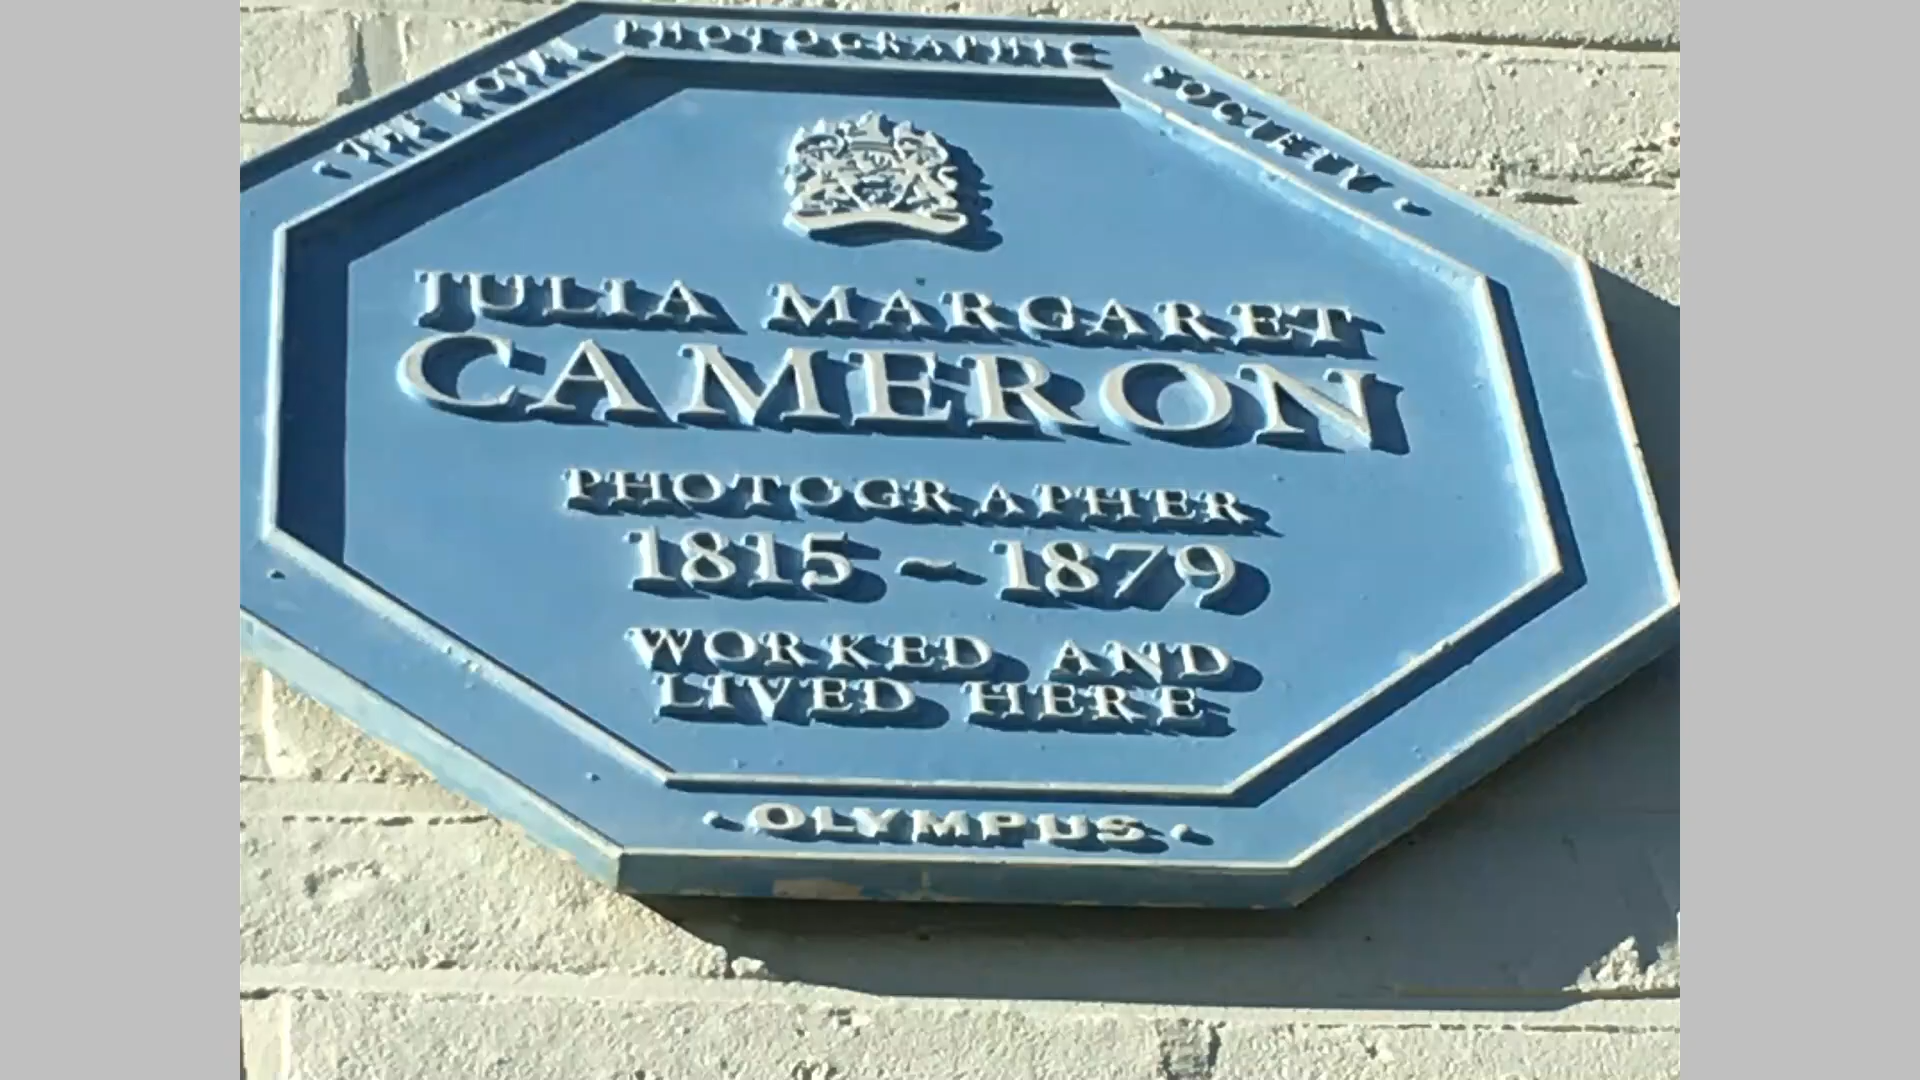 · THE ROYAL PHOTOGRAPHIC SOCIETY ·
JULIA MARGARET
CAMERON
PHOTOGRAPHER
1815 ~ 1879
WORKED AND
LIVED HERE
· OLYMPUS ·